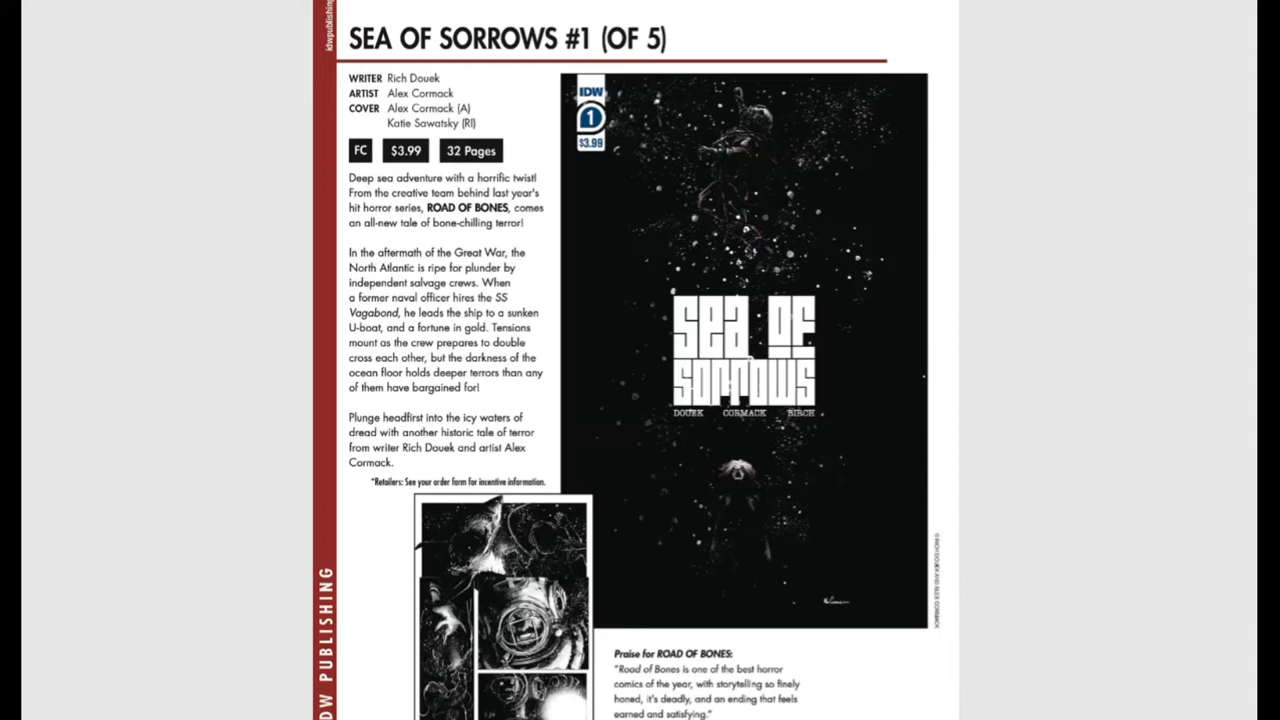 idwpublishing
SEA OF SORROWS #1 (OF 5)
WRITER Rich Douek
ARTIST Alex Cormack
COVER Alex Cormack (A)
Katie Sawatsky (RI)
FC $3.99 32 Pages
Deep sea adventure with a horrific twist!
From the creative team behind last year's
hit horror series, ROAD OF BONES, comes
an all-new tale of bone-chilling terror!
In the aftermath of the Great War, the
North Atlantic is ripe for plunder by
independent salvage crews. When
a former naval officer hires the SS
Vagabond, he leads the ship to a sunken
U-boat, and a fortune in gold. Tensions
mount as the crew prepares to double
cross each other, but the darkness of the
ocean floor holds deeper terrors than any
of them have bargained for!
Plunge headfirst into the icy waters of
dread with another historic tale of terror
from writer Rich Douek and artist Alex
Cormack.
*Retailers: See your order form for incentive information.
IDW
1
$3.99
SEA OF
SORROWS
DOUEK CORMACK BIRCH
© RICH DOUEK AND ALEX CORMACK
DW PUBLISHING
Praise for ROAD OF BONES:
"Road of Bones is one of the best horror
comics of the year, with storytelling so finely
honed, it's deadly, and an ending that feels
earned and satisfying."